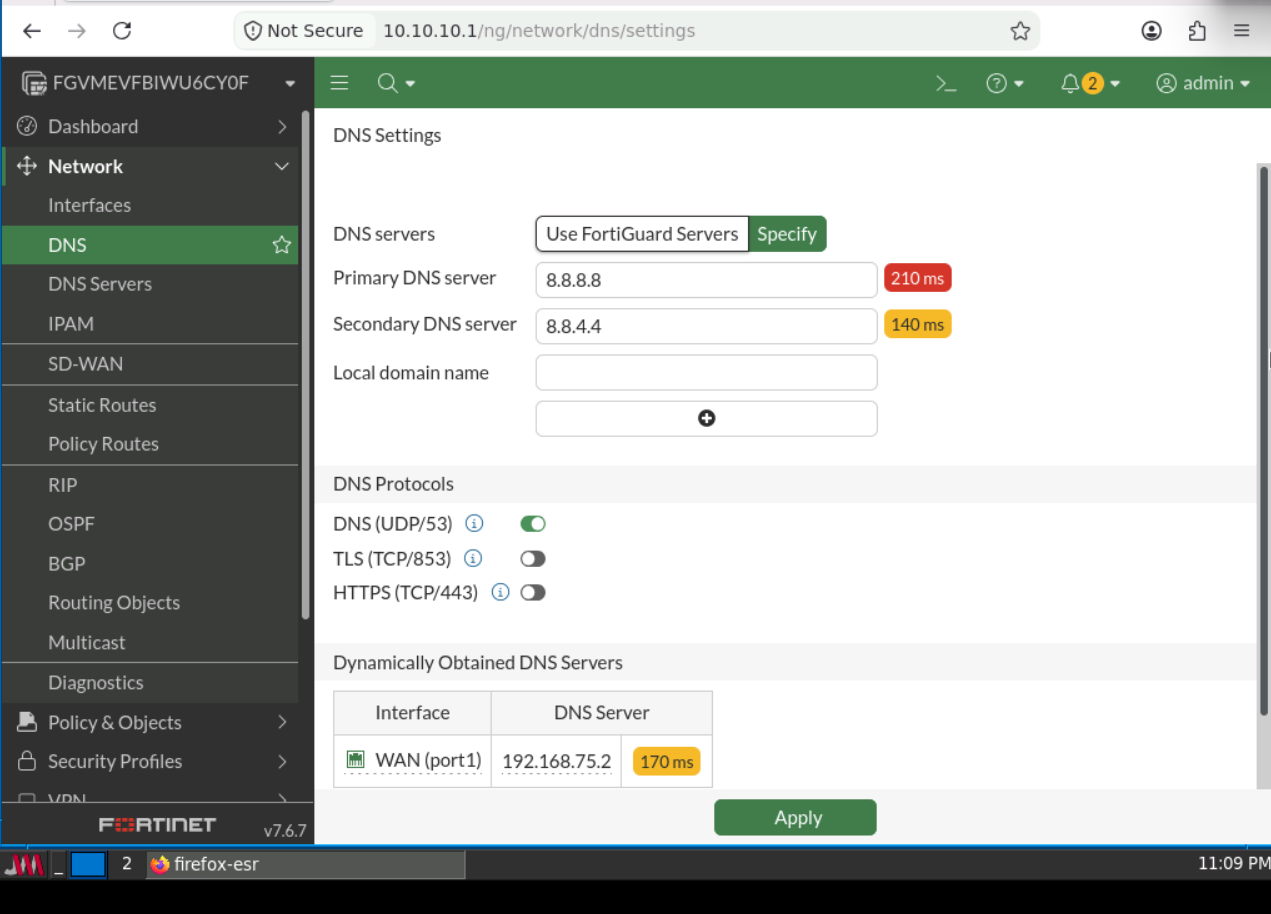 Not Secure 10.10.10.1/ng/network/dns/settings
FGVMEVFBIWU6CY0F
>_ ? 2 admin
Dashboard
Network
Interfaces
DNS
DNS Servers
IPAM
SD-WAN
Static Routes
Policy Routes
RIP
OSPF
BGP
Routing Objects
Multicast
Diagnostics
Policy & Objects
Security Profiles
VPN
FORTINET v7.6.7
DNS Settings
DNS servers Use FortiGuard Servers Specify
Primary DNS server 8.8.8.8 210 ms
Secondary DNS server 8.8.4.4 140 ms
Local domain name
DNS Protocols
DNS (UDP/53)
TLS (TCP/853)
HTTPS (TCP/443)
Dynamically Obtained DNS Servers
Interface DNS Server
WAN (port1) 192.168.75.2 170 ms
Apply
_ 2 firefox-esr 11:09 PM